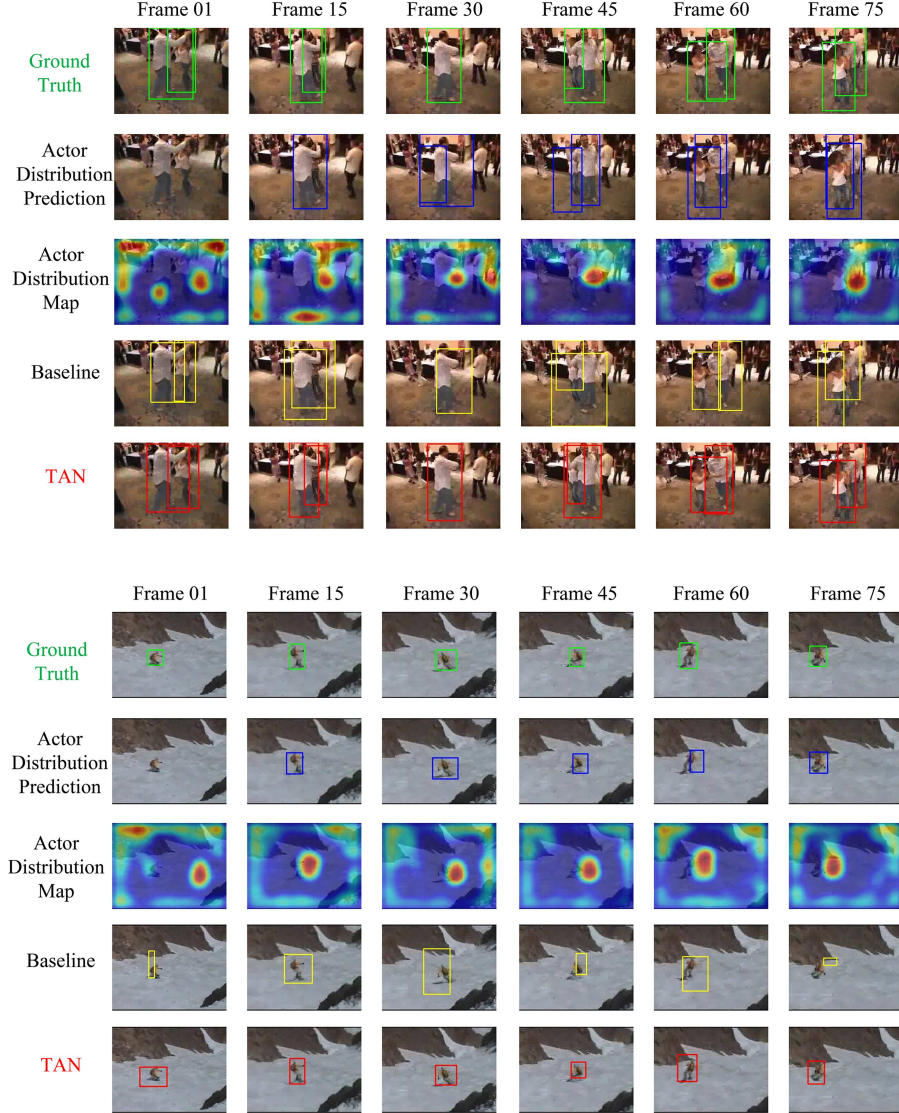 Frame 01 Frame 15 Frame 30 Frame 45 Frame 60 Frame 75
Ground
Truth
Actor
Distribution
Prediction
Actor
Distribution
Map
Baseline
TAN
Frame 01 Frame 15 Frame 30 Frame 45 Frame 60 Frame 75
Ground
Truth
Actor
Distribution
Prediction
Actor
Distribution
Map
Baseline
TAN